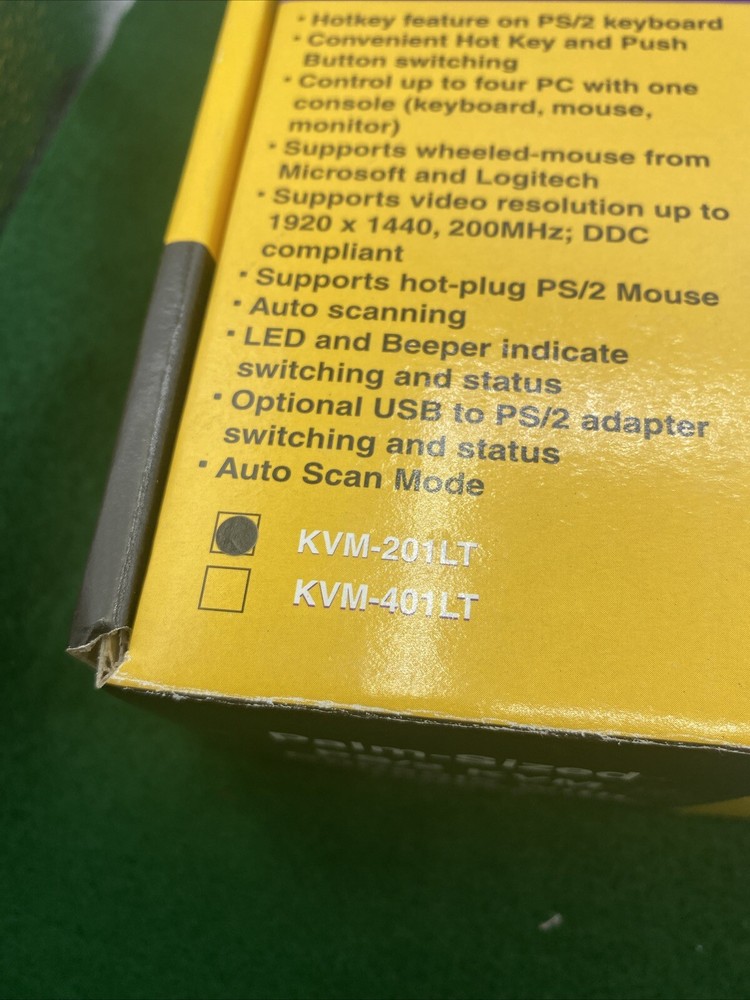 · Hotkey feature on PS/2 keyboard
· Convenient Hot Key and Push
Button switching
· Control up to four PC with one
console (keyboard, mouse,
monitor)
· Supports wheeled-mouse from
Microsoft and Logitech
· Supports video resolution up to
1920 x 1440, 200MHz; DDC
compliant
· Supports hot-plug PS/2 Mouse
· Auto scanning
· LED and Beeper indicate
switching and status
· Optional USB to PS/2 adapter
switching and status
· Auto Scan Mode
KVM-201LT
KVM-401LT
Palm-Sized
KVM